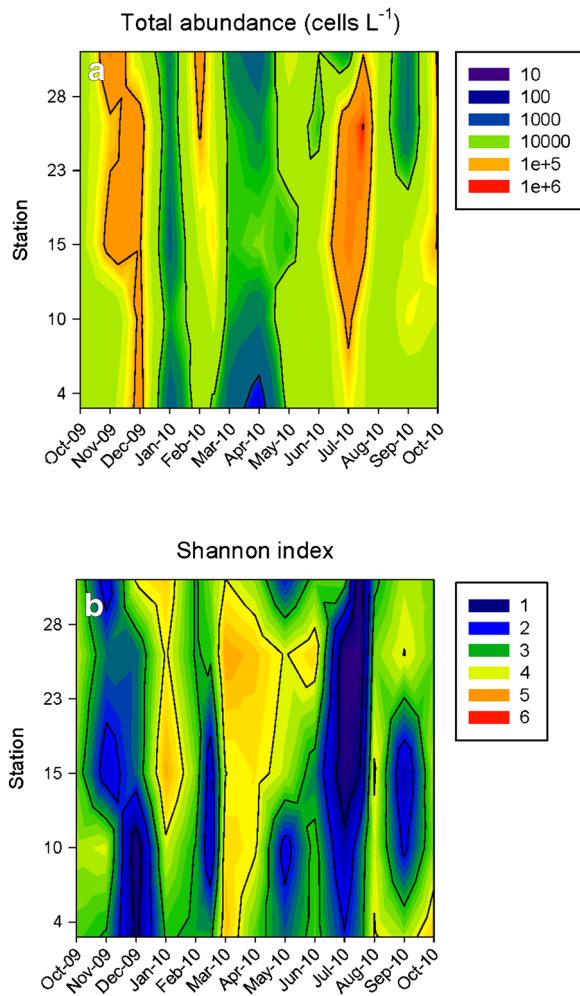 Total abundance (cells L⁻¹)
a
28
23
15
10
4
Station
Oct-09
Nov-09
Dec-09
Jan-10
Feb-10
Mar-10
Apr-10
May-10
Jun-10
Jul-10
Aug-10
Sep-10
Oct-10
10
100
1000
10000
1e+5
1e+6
Shannon index
b
28
23
15
10
4
Station
Oct-09
Nov-09
Dec-09
Jan-10
Feb-10
Mar-10
Apr-10
May-10
Jun-10
Jul-10
Aug-10
Sep-10
Oct-10
1
2
3
4
5
6